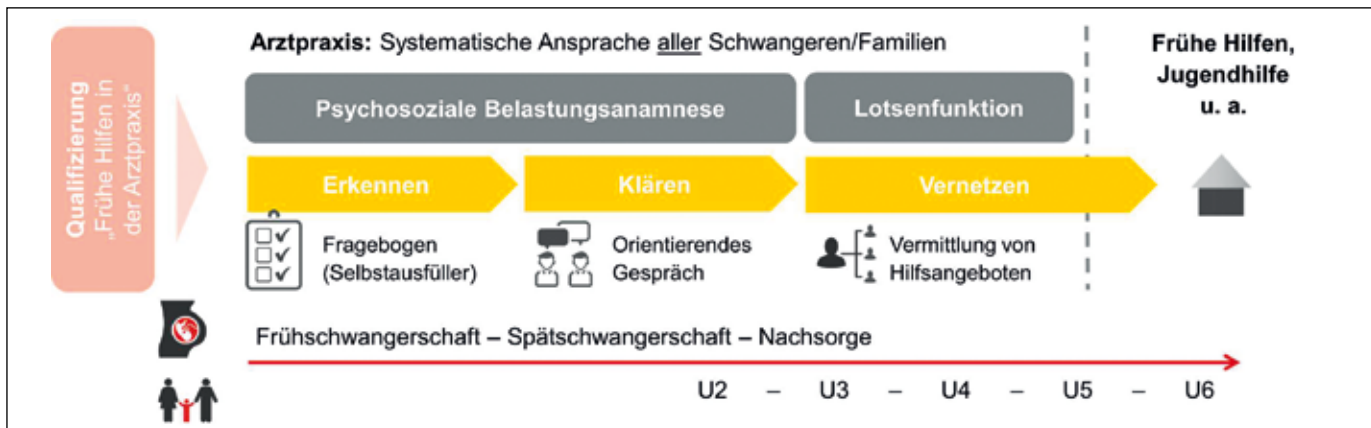 Qualifizierung
„Frühe Hilfen in
der Arztpraxis“
Arztpraxis: Systematische Ansprache aller Schwangeren/Familien
Psychosoziale Belastungsanamnese
Lotsenfunktion
Frühe Hilfen,
Jugendhilfe
u. a.
Erkennen
Klären
Vernetzen
Fragebogen
(Selbstausfüller)
Orientierendes
Gespräch
Vermittlung von
Hilfsangeboten
Frühschwangerschaft – Spätschwangerschaft – Nachsorge
U2 – U3 – U4 – U5 – U6